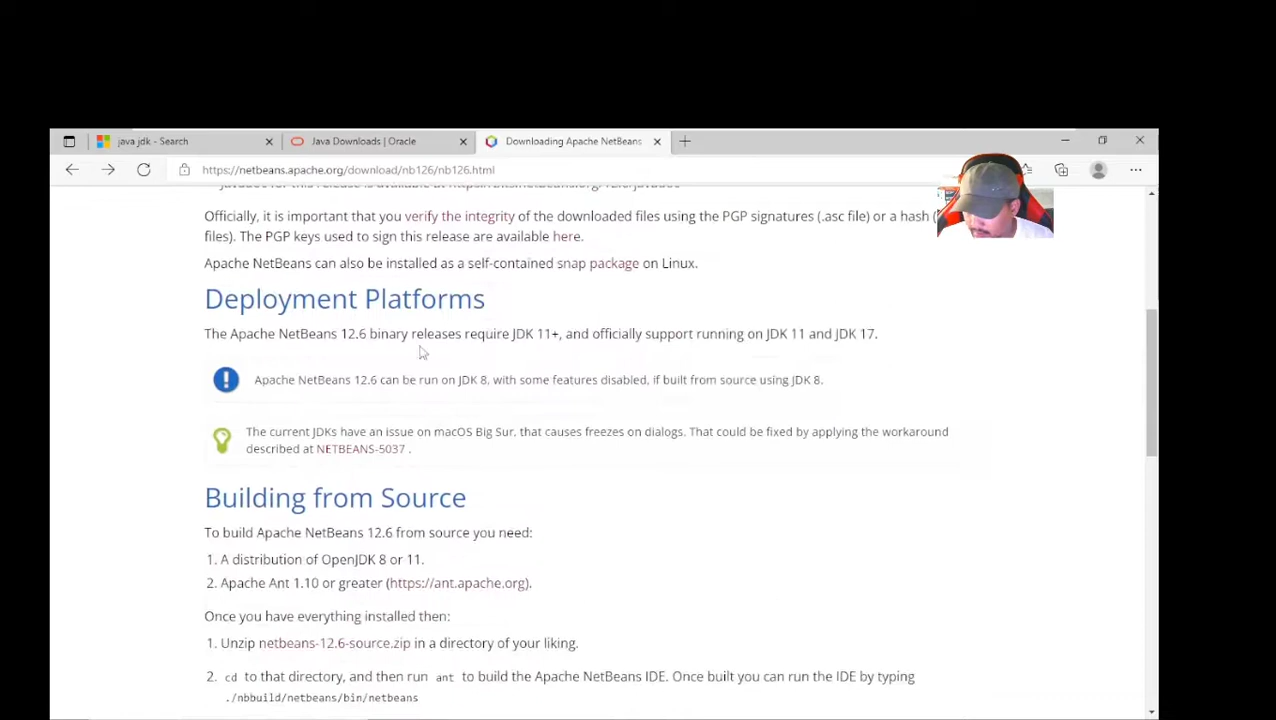 java jdk - Search
Java Downloads | Oracle
Downloading Apache NetBeans
https://netbeans.apache.org/download/nb126/nb126.html
Officially, it is important that you verify the integrity of the downloaded files using the PGP signatures (.asc file) or a hash (
files). The PGP keys used to sign this release are available here.
Apache NetBeans can also be installed as a self-contained snap package on Linux.
Deployment Platforms
The Apache NetBeans 12.6 binary releases require JDK 11+, and officially support running on JDK 11 and JDK 17.
Apache NetBeans 12.6 can be run on JDK 8, with some features disabled, if built from source using JDK 8.
The current JDKs have an issue on macOS Big Sur, that causes freezes on dialogs. That could be fixed by applying the workaround
described at NETBEANS-5037 .
Building from Source
To build Apache NetBeans 12.6 from source you need:
1. A distribution of OpenJDK 8 or 11.
2. Apache Ant 1.10 or greater (https://ant.apache.org).
Once you have everything installed then:
1. Unzip netbeans-12.6-source.zip in a directory of your liking.
2. cd to that directory, and then run ant to build the Apache NetBeans IDE. Once built you can run the IDE by typing
./nbbuild/netbeans/bin/netbeans